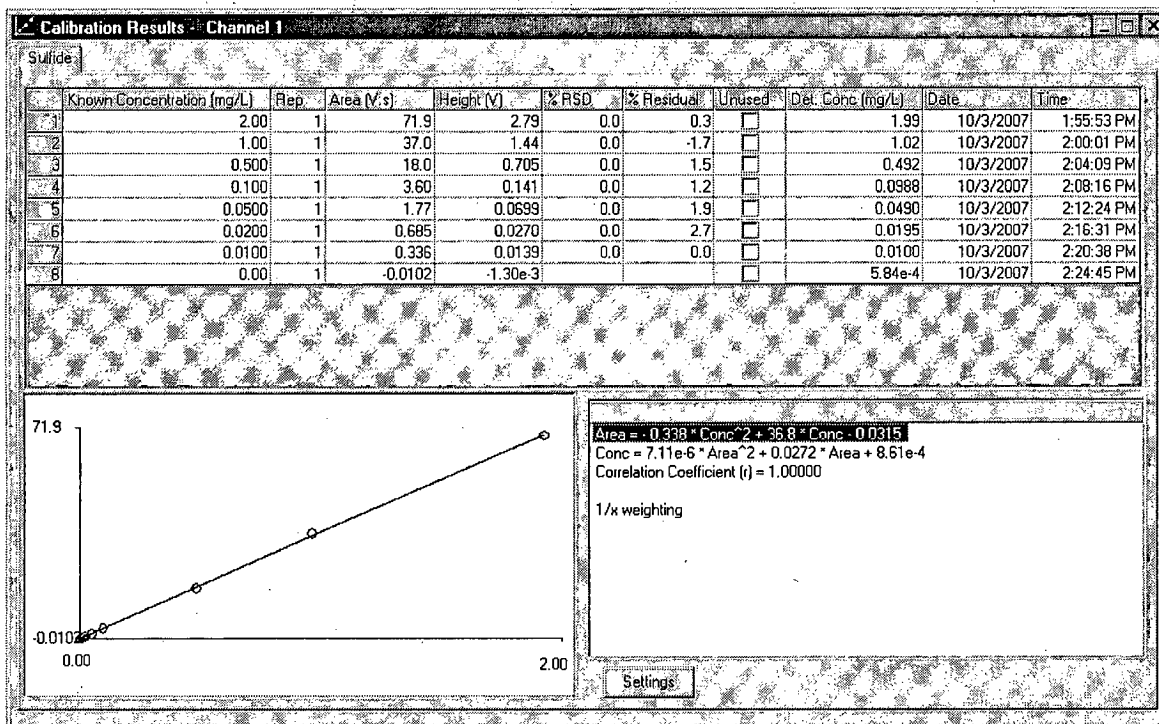 Calibration Results - Channel 1
Sulfide
Known Concentration (mg/L) Rep Area (V.s) Height (V) % RSD % Residual Unused Det. Conc (mg/L) Date Time
1 2.00 1 71.9 2.79 0.0 0.3 1.99 10/3/2007 1:55:53 PM
2 1.00 1 37.0 1.44 0.0 -1.7 1.02 10/3/2007 2:00:01 PM
3 0.500 1 18.0 0.705 0.0 1.5 0.492 10/3/2007 2:04:09 PM
4 0.100 1 3.60 0.141 0.0 1.2 0.0988 10/3/2007 2:08:16 PM
5 0.0500 1 1.77 0.0699 0.0 1.9 0.0490 10/3/2007 2:12:24 PM
6 0.0200 1 0.685 0.0270 0.0 2.7 0.0195 10/3/2007 2:16:31 PM
7 0.0100 1 0.336 0.0139 0.0 0.0 0.0100 10/3/2007 2:20:38 PM
8 0.00 1 -0.0102 -1.30e-3 5.84e-4 10/3/2007 2:24:45 PM
71.9
-0.0102
0.00
2.00
Area = - 0.338 * Conc^2 + 36.8 * Conc - 0.0315
Conc = 7.11e-6 * Area^2 + 0.0272 * Area + 8.61e-4
Correlation Coefficient (r) = 1.00000
1/x weighting
Settings